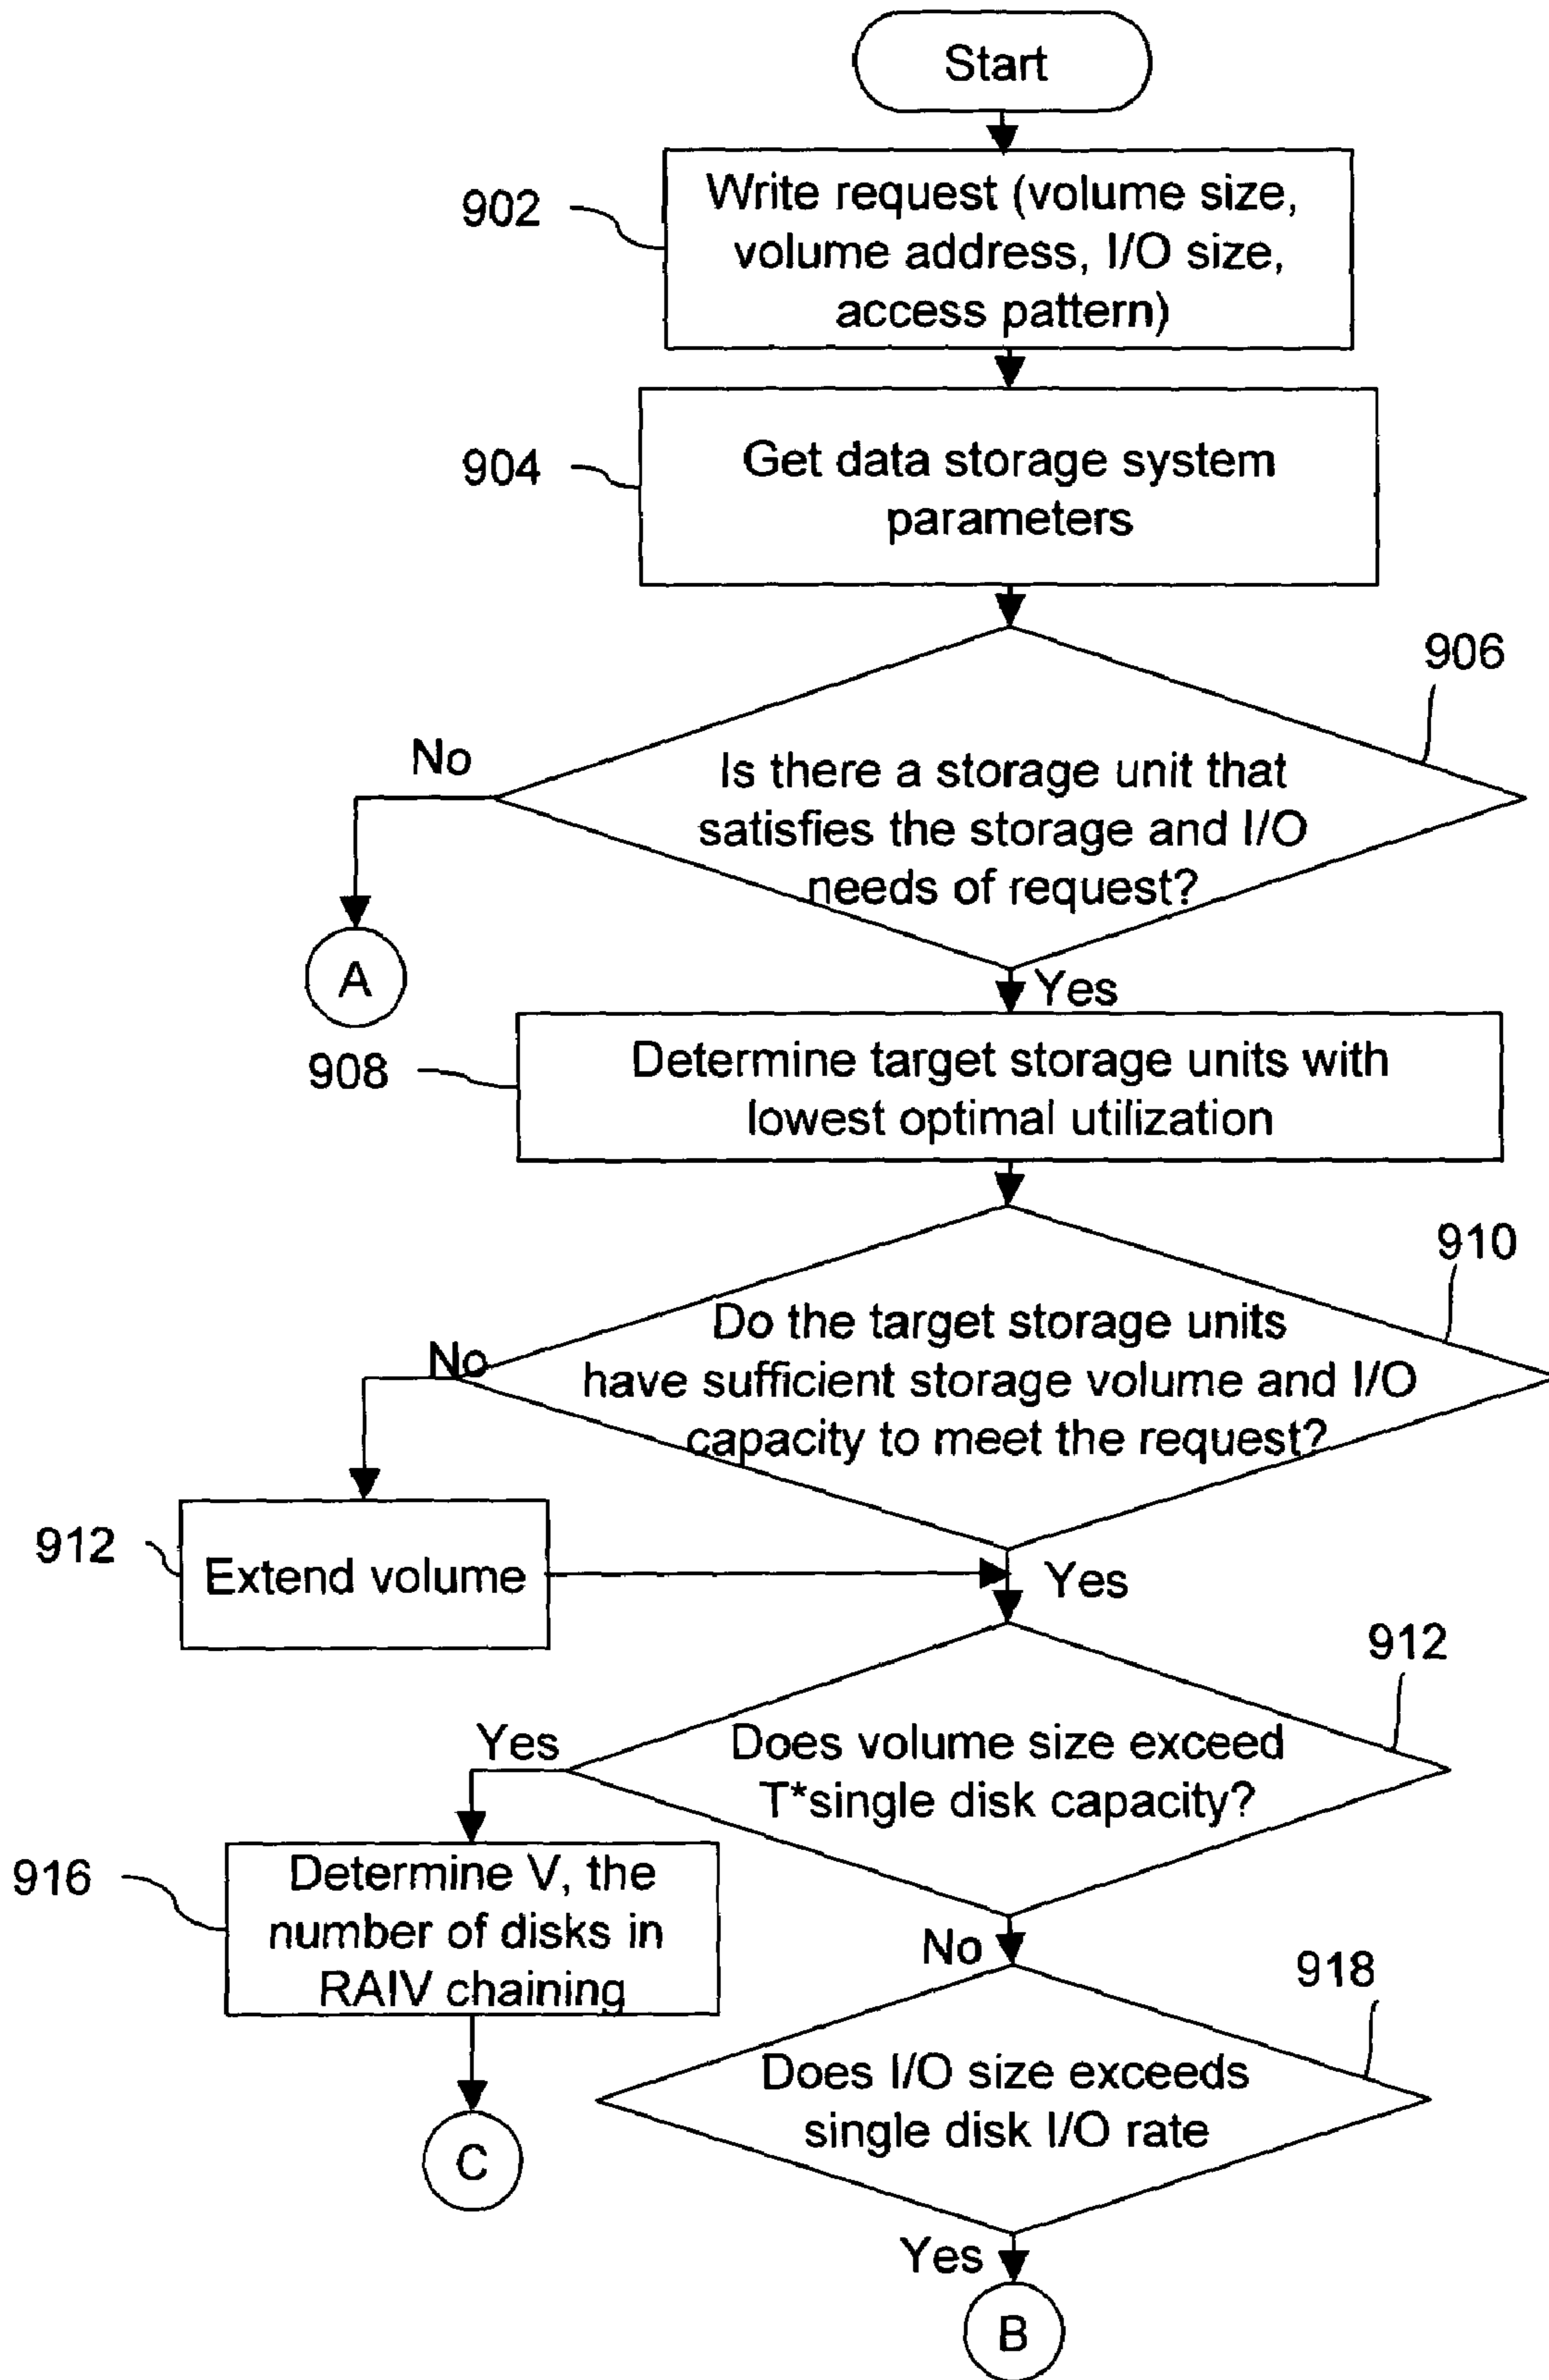 Start
902
Write request (volume size,
volume address, I/O size,
access pattern)
904
Get data storage system
parameters
906
No
Is there a storage unit that
satisfies the storage and I/O
needs of request?
A
Yes
908
Determine target storage units with
lowest optimal utilization
910
Do the target storage units
No
have sufficient storage volume and I/O
capacity to meet the request?
912
Extend volume
Yes
912
Yes
Does volume size exceed
T*single disk capacity?
916
Determine V, the
number of disks in
RAIV chaining
No
918
Does I/O size exceeds
single disk I/O rate
C
Yes
B